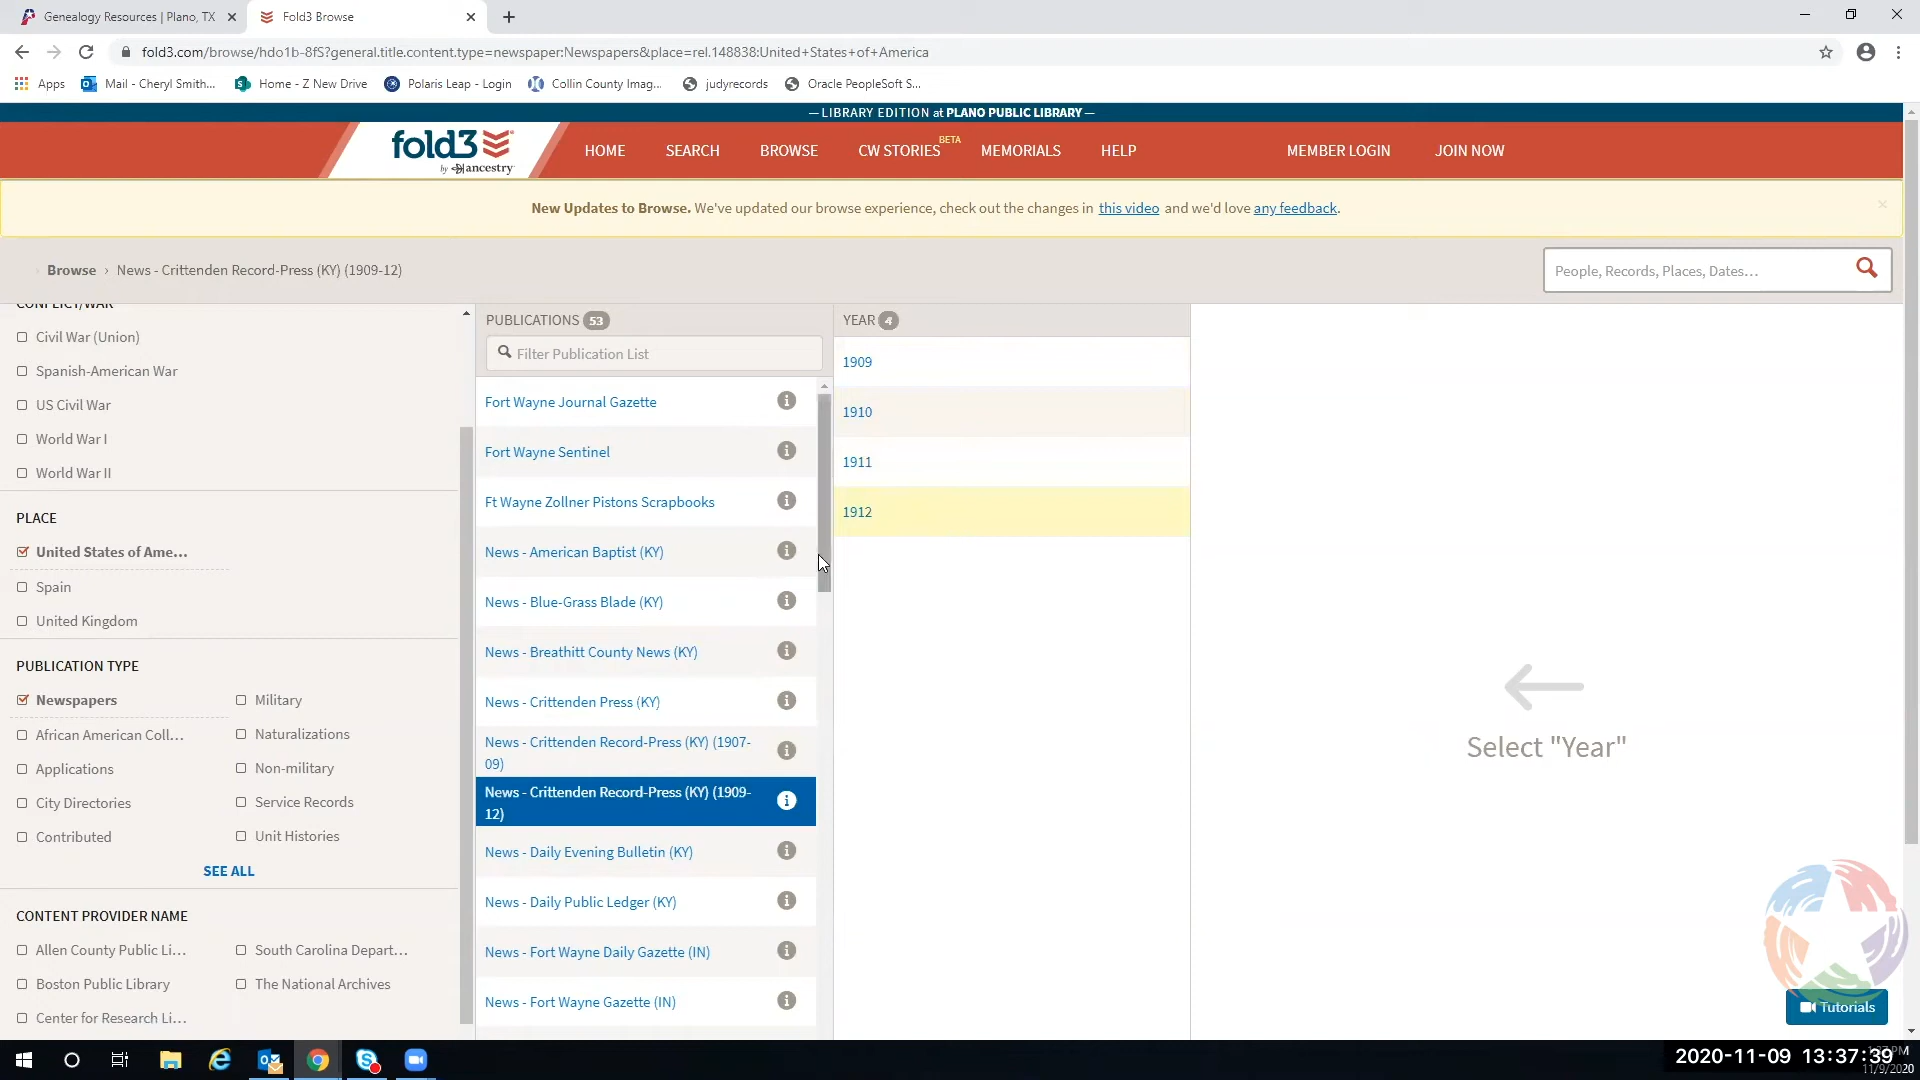 Genealogy Resources | Plano, TX
Fold3 Browse
fold3.com/browse/hdo1b-8fS?general.title.content.type=newspaper:Newspapers&place=rel.148838:United+States+of+America
Apps
Mail - Cheryl Smith...
Home - Z New Drive
Polaris Leap - Login
Collin County Imag...
judyrecords
Oracle PeopleSoft S...
— LIBRARY EDITION at PLANO PUBLIC LIBRARY —
fold3
by ancestry
HOME
SEARCH
BROWSE
CW STORIES
BETA
MEMORIALS
HELP
MEMBER LOGIN
JOIN NOW
New Updates to Browse. We've updated our browse experience, check out the changes in this video and we'd love any feedback.
Browse › News - Crittenden Record-Press (KY) (1909-12)
People, Records, Places, Dates...
CONFLICT/WAR
Civil War (Union)
Spanish-American War
US Civil War
World War I
World War II
PLACE
United States of Ame...
Spain
United Kingdom
PUBLICATION TYPE
Newspapers
African American Coll...
Applications
City Directories
Contributed
Military
Naturalizations
Non-military
Service Records
Unit Histories
SEE ALL
CONTENT PROVIDER NAME
Allen County Public Li...
Boston Public Library
Center for Research Li...
South Carolina Depart...
The National Archives
PUBLICATIONS 53
Filter Publication List
Fort Wayne Journal Gazette
Fort Wayne Sentinel
Ft Wayne Zollner Pistons Scrapbooks
News - American Baptist (KY)
News - Blue-Grass Blade (KY)
News - Breathitt County News (KY)
News - Crittenden Press (KY)
News - Crittenden Record-Press (KY) (1907-
09)
News - Crittenden Record-Press (KY) (1909-
12)
News - Daily Evening Bulletin (KY)
News - Daily Public Ledger (KY)
News - Fort Wayne Daily Gazette (IN)
News - Fort Wayne Gazette (IN)
YEAR 4
1909
1910
1911
1912
Select "Year"
Tutorials
2020-11-09 13:37:39
11/9/2020